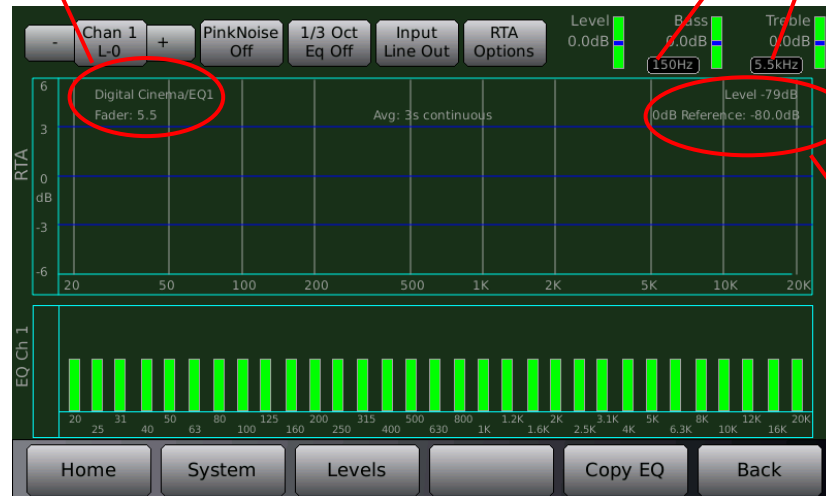 -
Chan 1
L-0
+
PinkNoise
Off
1/3 Oct
Eq Off
Input
Line Out
RTA
Options
Level
0.0dB
Bass
0.0dB
150Hz
Treble
0.0dB
5.5kHz
RTA
6
3
0
dB
-3
-6
Digital Cinema/EQ1
Fader: 5.5
Avg: 3s continuous
Level -79dB
0dB Reference: -80.0dB
20 50 100 200 500 1K 2K 5K 10K 20K
EQ Ch 1
20 31 50 80 125 200 315 500 800 1.2K 2K 3.1K 5K 8K 12K 20K
25 40 63 100 160 250 400 630 1K 1.6K 2.5K 4K 6.3K 10K 16K
Home System Levels Copy EQ Back